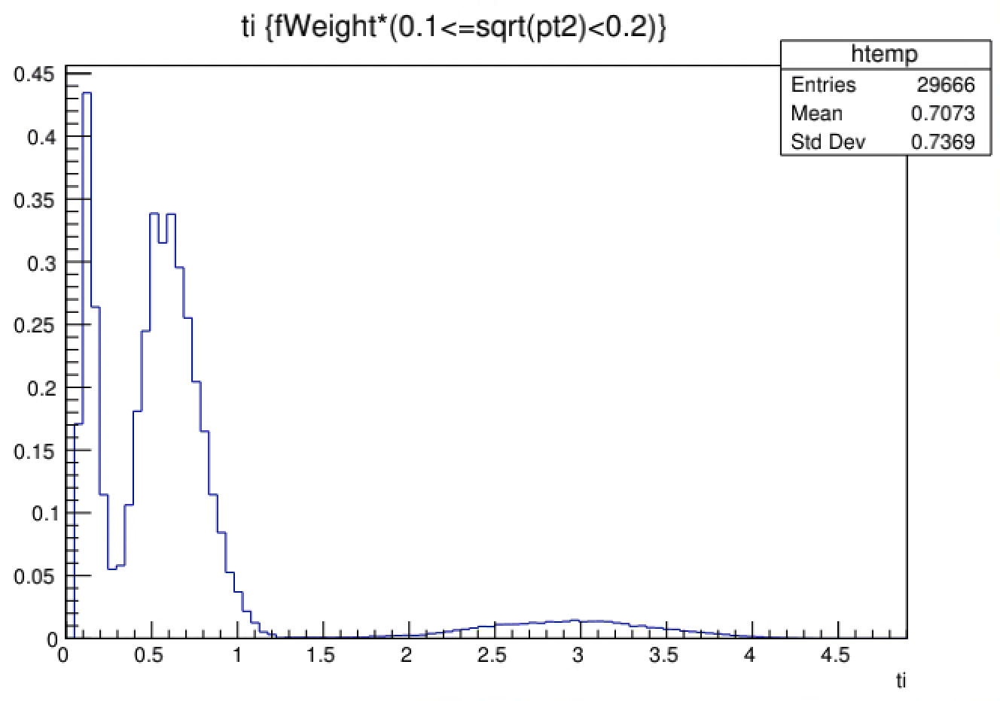 ti {fWeight*(0.1<=sqrt(pt2)<0.2)}
htemp
Entries 29666
Mean 0.7073
Std Dev 0.7369
0.45
0.4
0.35
0.3
0.25
0.2
0.15
0.1
0.05
0
0 0.5 1 1.5 2 2.5 3 3.5 4 4.5
ti